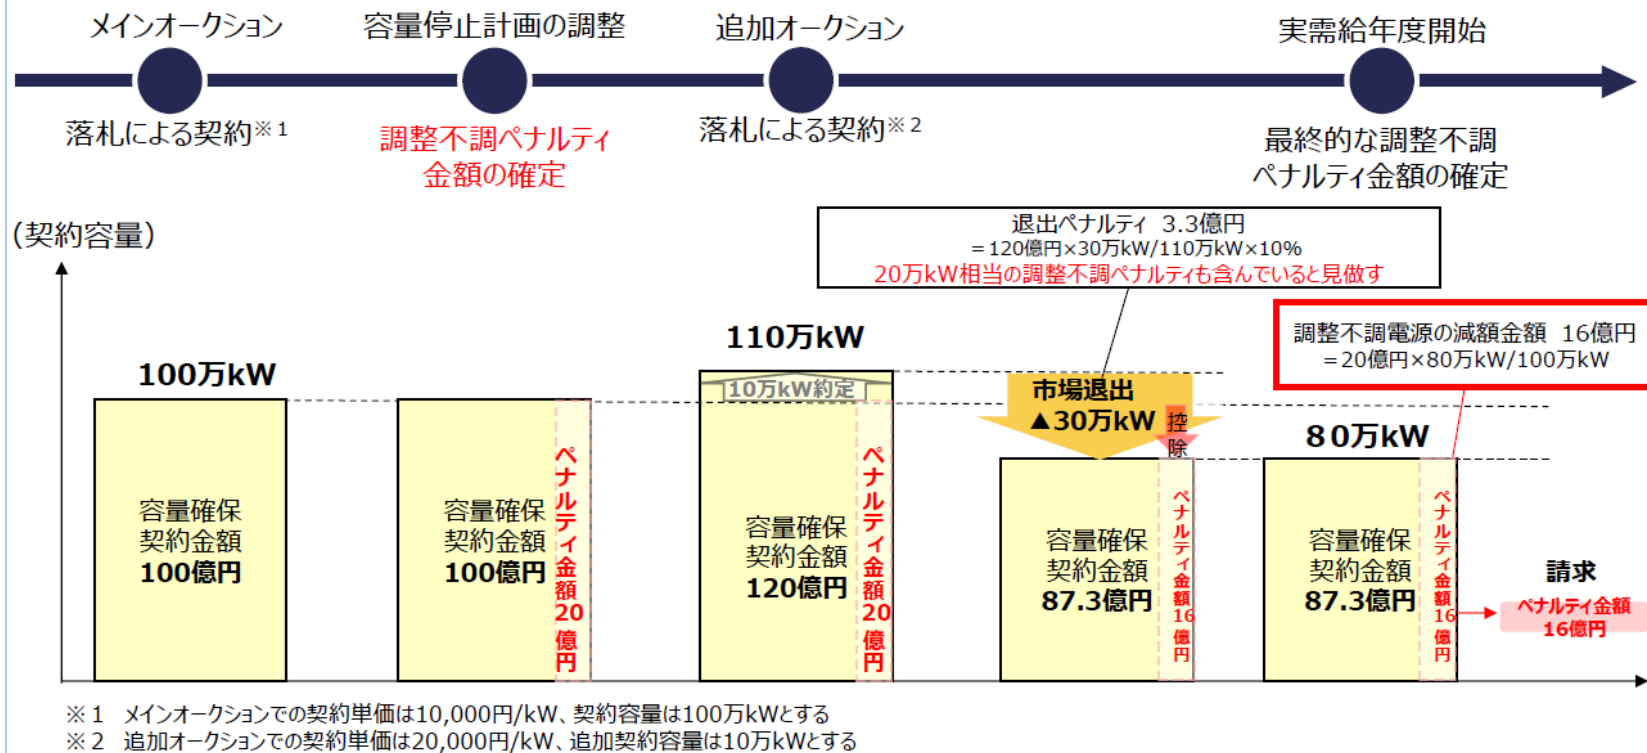 メインオークション
容量停止計画の調整
追加オークション
実需給年度開始
落札による契約※1
調整不調ペナルティ
金額の確定
落札による契約※2
最終的な調整不調
ペナルティ金額の確定
(契約容量)
退出ペナルティ 3.3億円
=120億円×30万kW/110万kW×10%
20万kW相当の調整不調ペナルティも含んでいると見做す
調整不調電源の減額金額 16億円
=20億円×80万kW/100万kW
100万kW
110万kW
10万kW約定
市場退出
▲30万kW
控除
80万kW
容量確保
契約金額
100億円
容量確保
契約金額
100億円
ペナルティ金額20億円
容量確保
契約金額
120億円
ペナルティ金額20億円
容量確保
契約金額
87.3億円
ペナルティ金額16億円
容量確保
契約金額
87.3億円
ペナルティ金額16億円
請求
ペナルティ金額
16億円
※1 メインオークションでの契約単価は10,000円/kW、契約容量は100万kWとする
※2 追加オークションでの契約単価は20,000円/kW、追加契約容量は10万kWとする